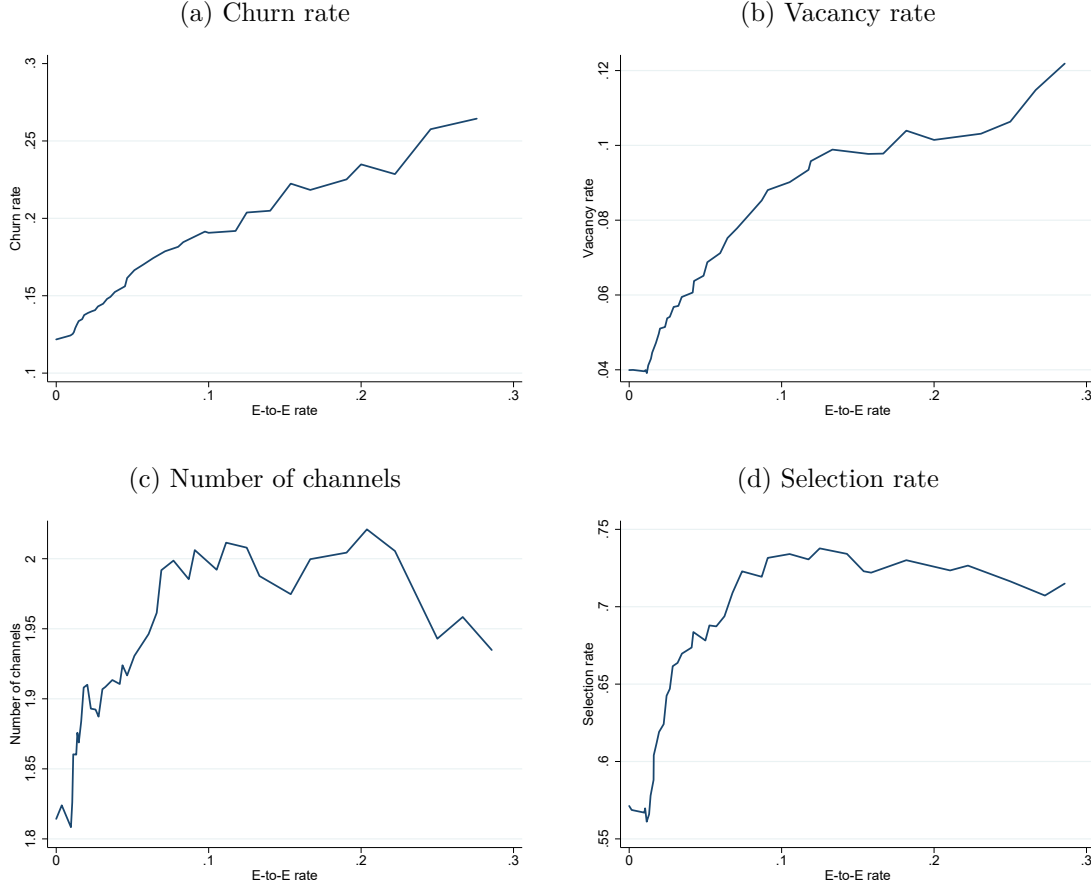 (a) Churn rate
.3
.25
.2
.15
.1
Churn rate
0 .1 .2 .3
E-to-E rate
(b) Vacancy rate
.12
.1
.08
.06
.04
Vacancy rate
0 .1 .2 .3
E-to-E rate
(c) Number of channels
2
1.95
1.9
1.85
1.8
Number of channels
0 .1 .2 .3
E-to-E rate
(d) Selection rate
.75
.7
.65
.6
.55
Selection rate
0 .1 .2 .3
E-to-E rate